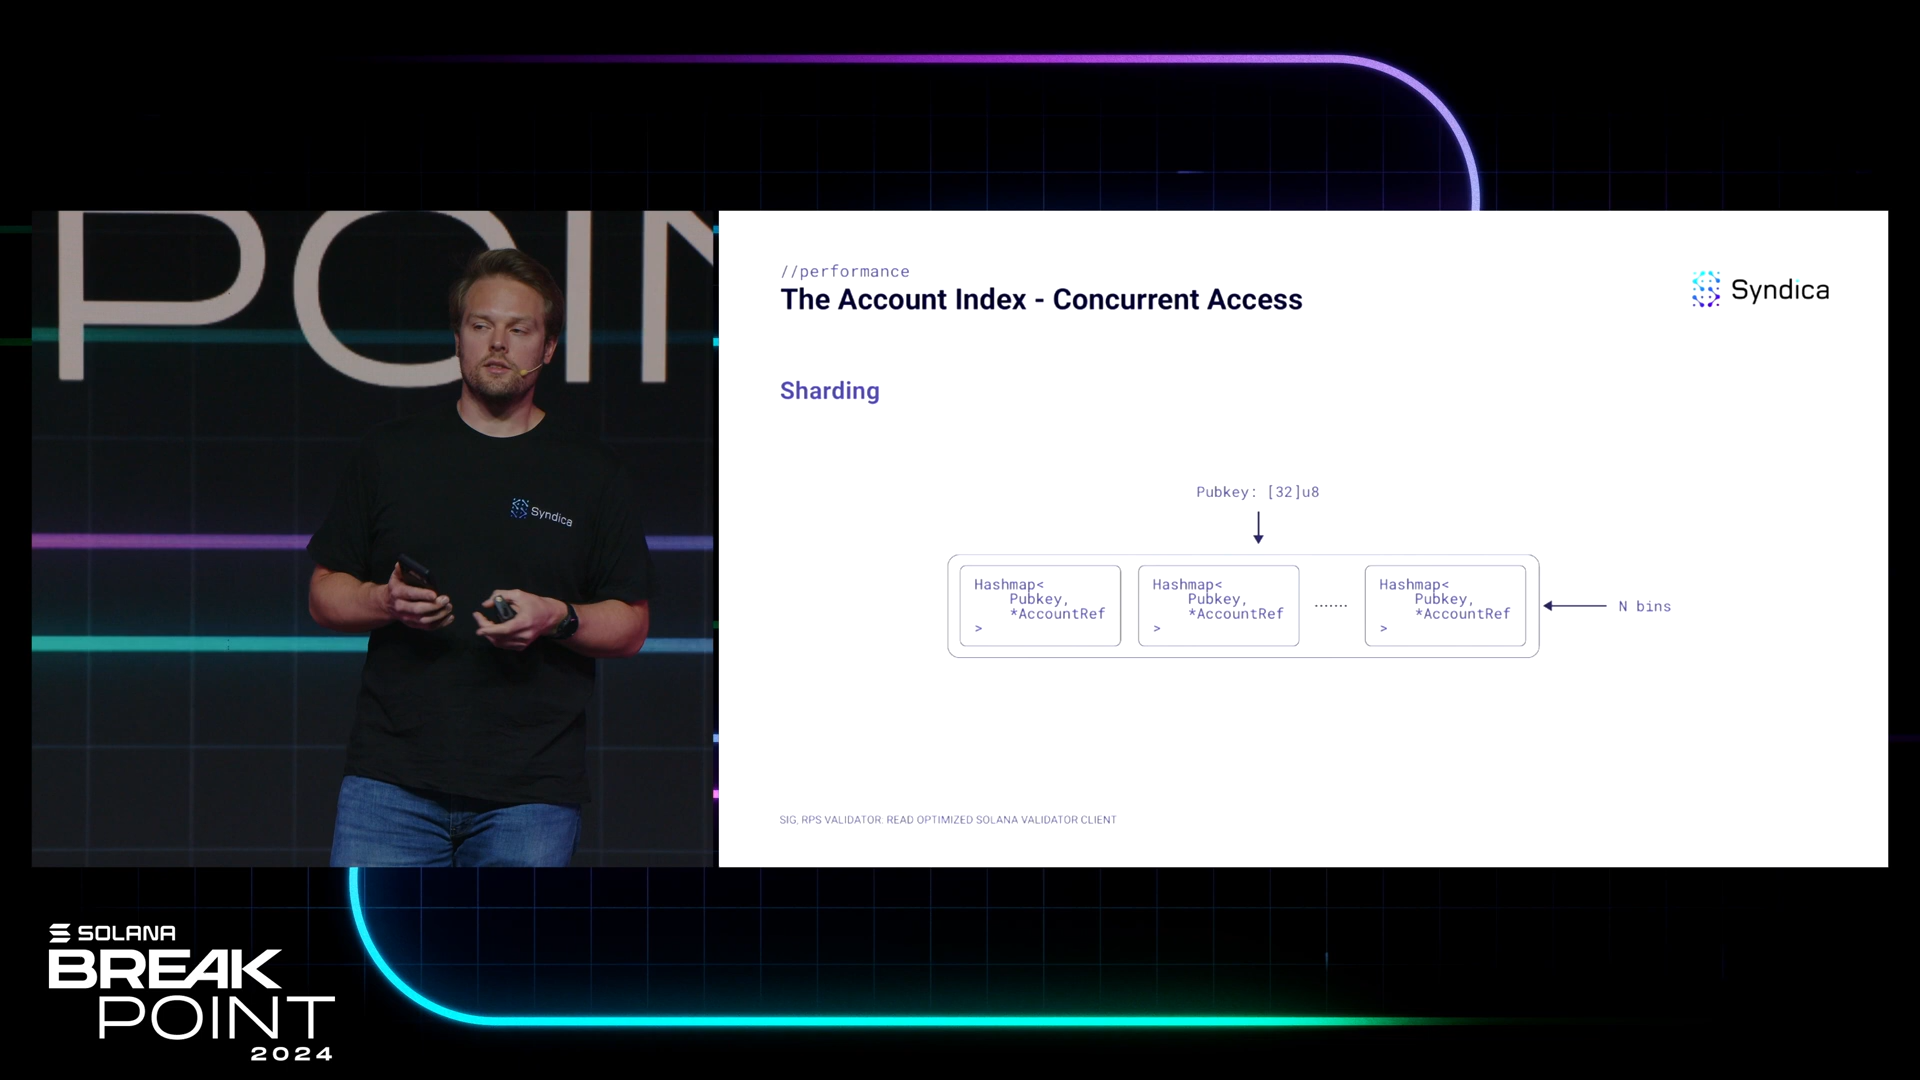 POIN
Syndica
//performance
The Account Index - Concurrent Access
Syndica
Sharding
Pubkey: [32]u8
Hashmap<
Pubkey,
*AccountRef
>
Hashmap<
Pubkey,
*AccountRef
>
.......
Hashmap<
Pubkey,
*AccountRef
>
N bins
SIG, RPS VALIDATOR: READ OPTIMIZED SOLANA VALIDATOR CLIENT
SOLANA
BREAK
POINT
2024